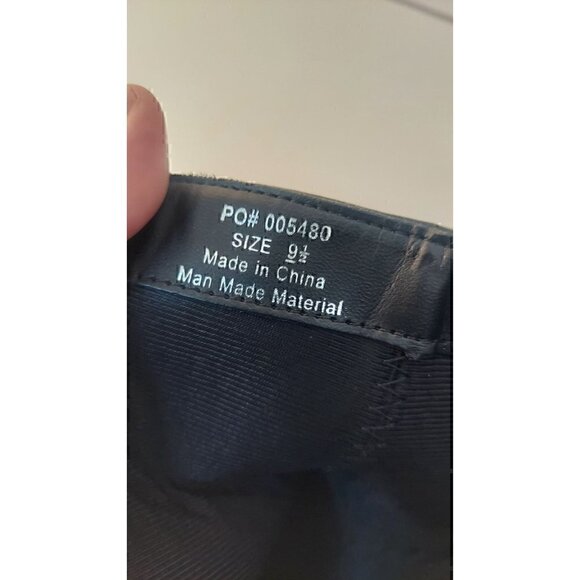 PO# 005480
SIZE 9½
Made in China
Man Made Material